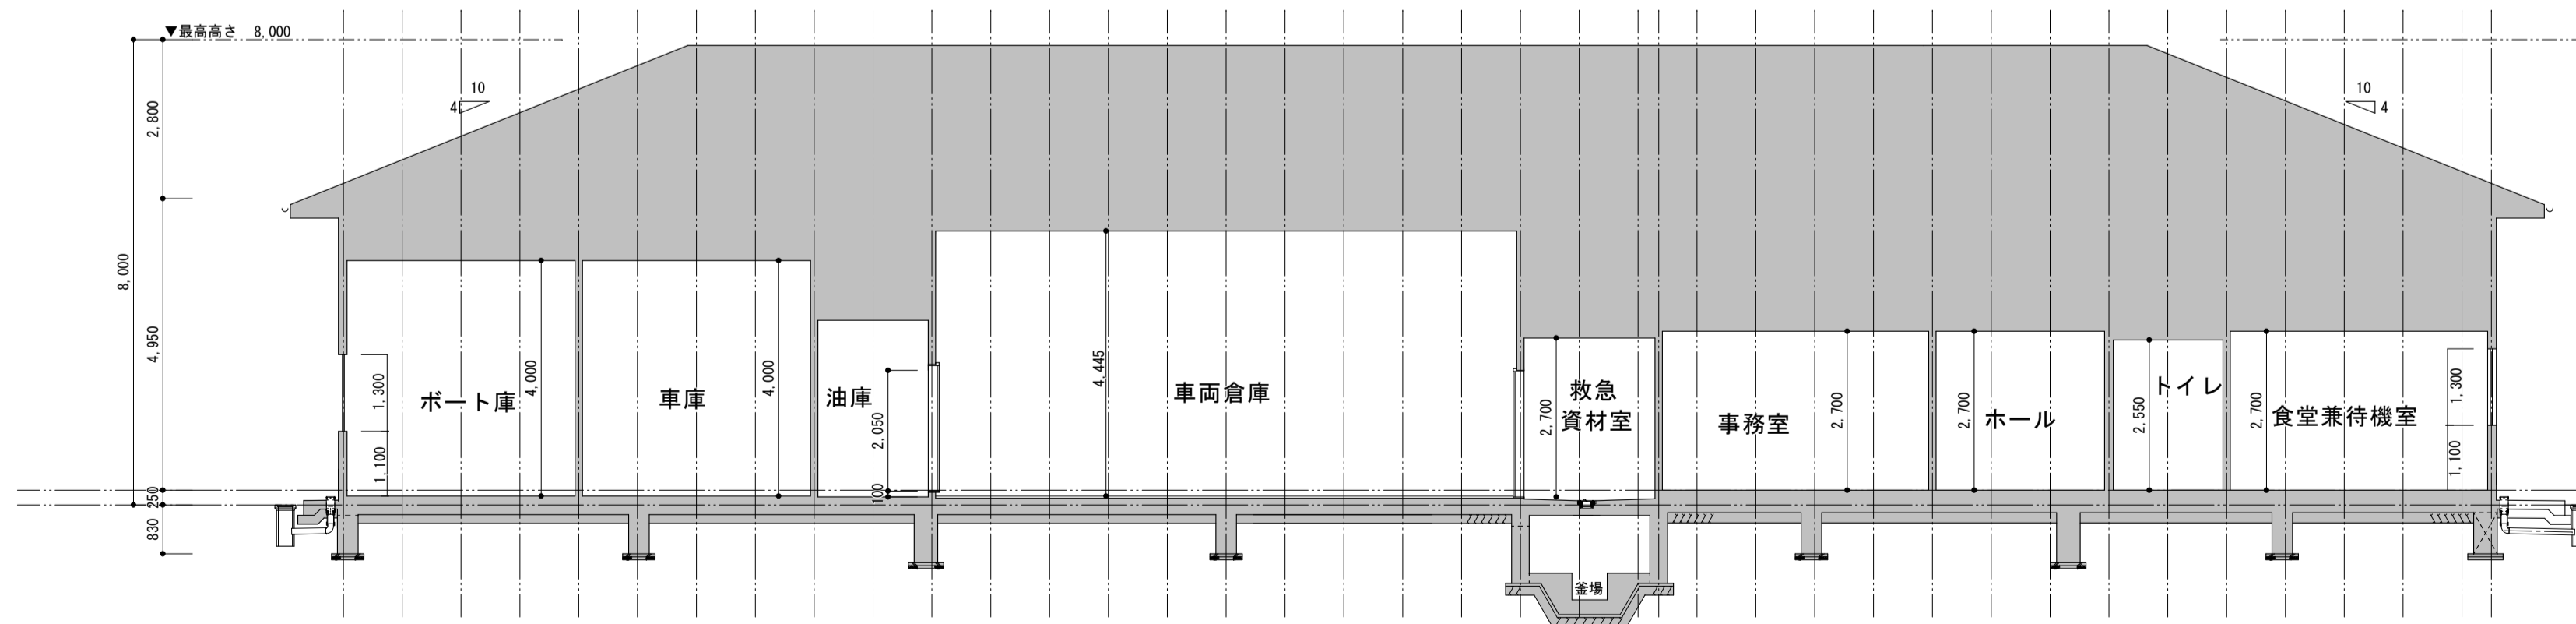 ▼最高高さ 8,000
10
4
10
4
2,800
8,000
4,950
250
830
1,300
1,100
ボート庫
4,000
車庫
4,000
油庫
2,050
100
4,445
車両倉庫
2,700
救急
資材室
釜場
事務室
2,700
2,700
ホール
2,550
トイレ
2,700
食堂兼待機室
1,300
1,100